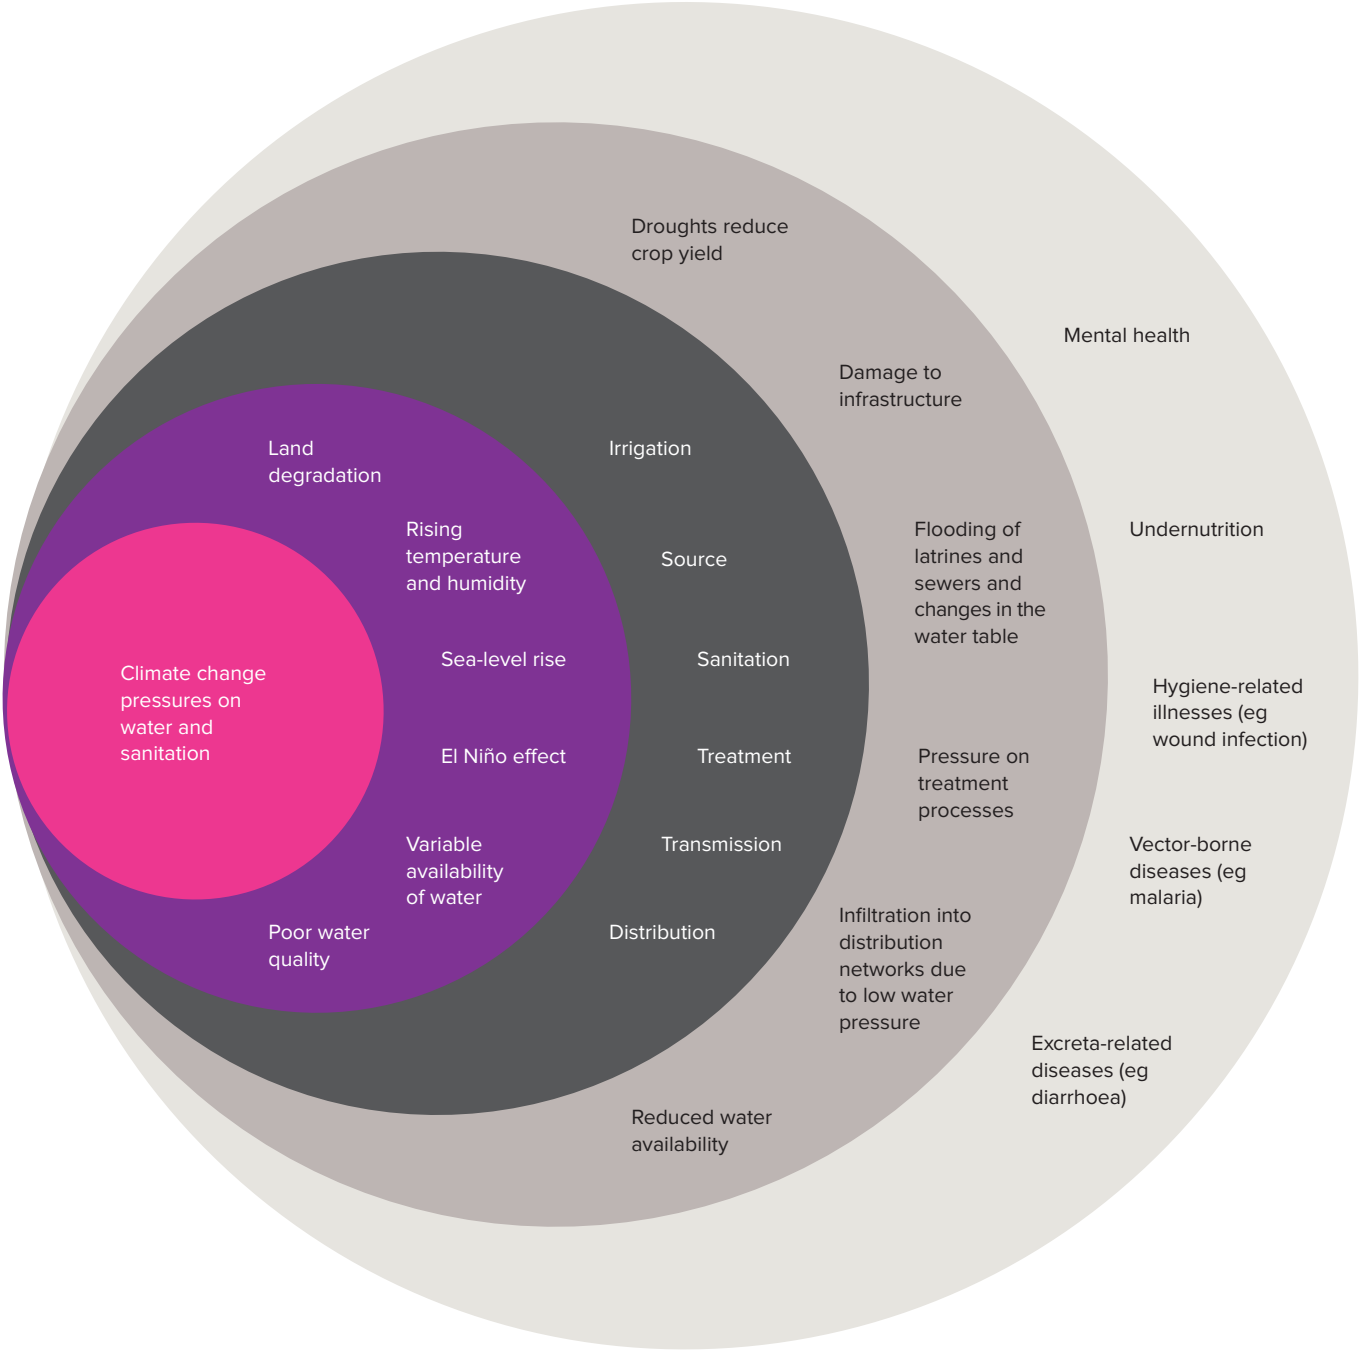 Climate change
pressures on
water and
sanitation
Land
degradation
Rising
temperature
and humidity
Sea-level rise
El Niño effect
Variable
availability
of water
Poor water
quality
Irrigation
Source
Sanitation
Treatment
Transmission
Distribution
Droughts reduce
crop yield
Damage to
infrastructure
Flooding of
latrines and
sewers and
changes in the
water table
Pressure on
treatment
processes
Infiltration into
distribution
networks due
to low water
pressure
Reduced water
availability
Mental health
Undernutrition
Hygiene-related
illnesses (eg
wound infection)
Vector-borne
diseases (eg
malaria)
Excreta-related
diseases (eg
diarrhoea)